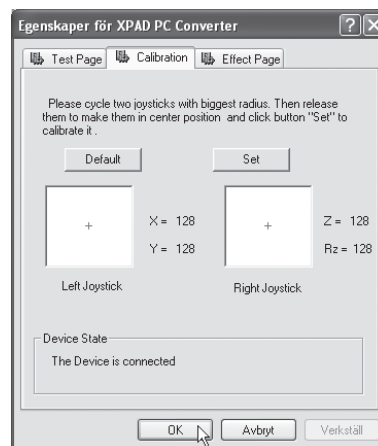 Egenskaper för XPAD PC Converter
Test Page Calibration Effect Page
Please cycle two joysticks with biggest radius. Then release
them to make them in center position and click button "Set" to
calibrate it .
Default Set
X = 128
Y = 128
Z = 128
Rz = 128
Left Joystick Right Joystick
Device State
The Device is connected
OK Avbryt Verkställ